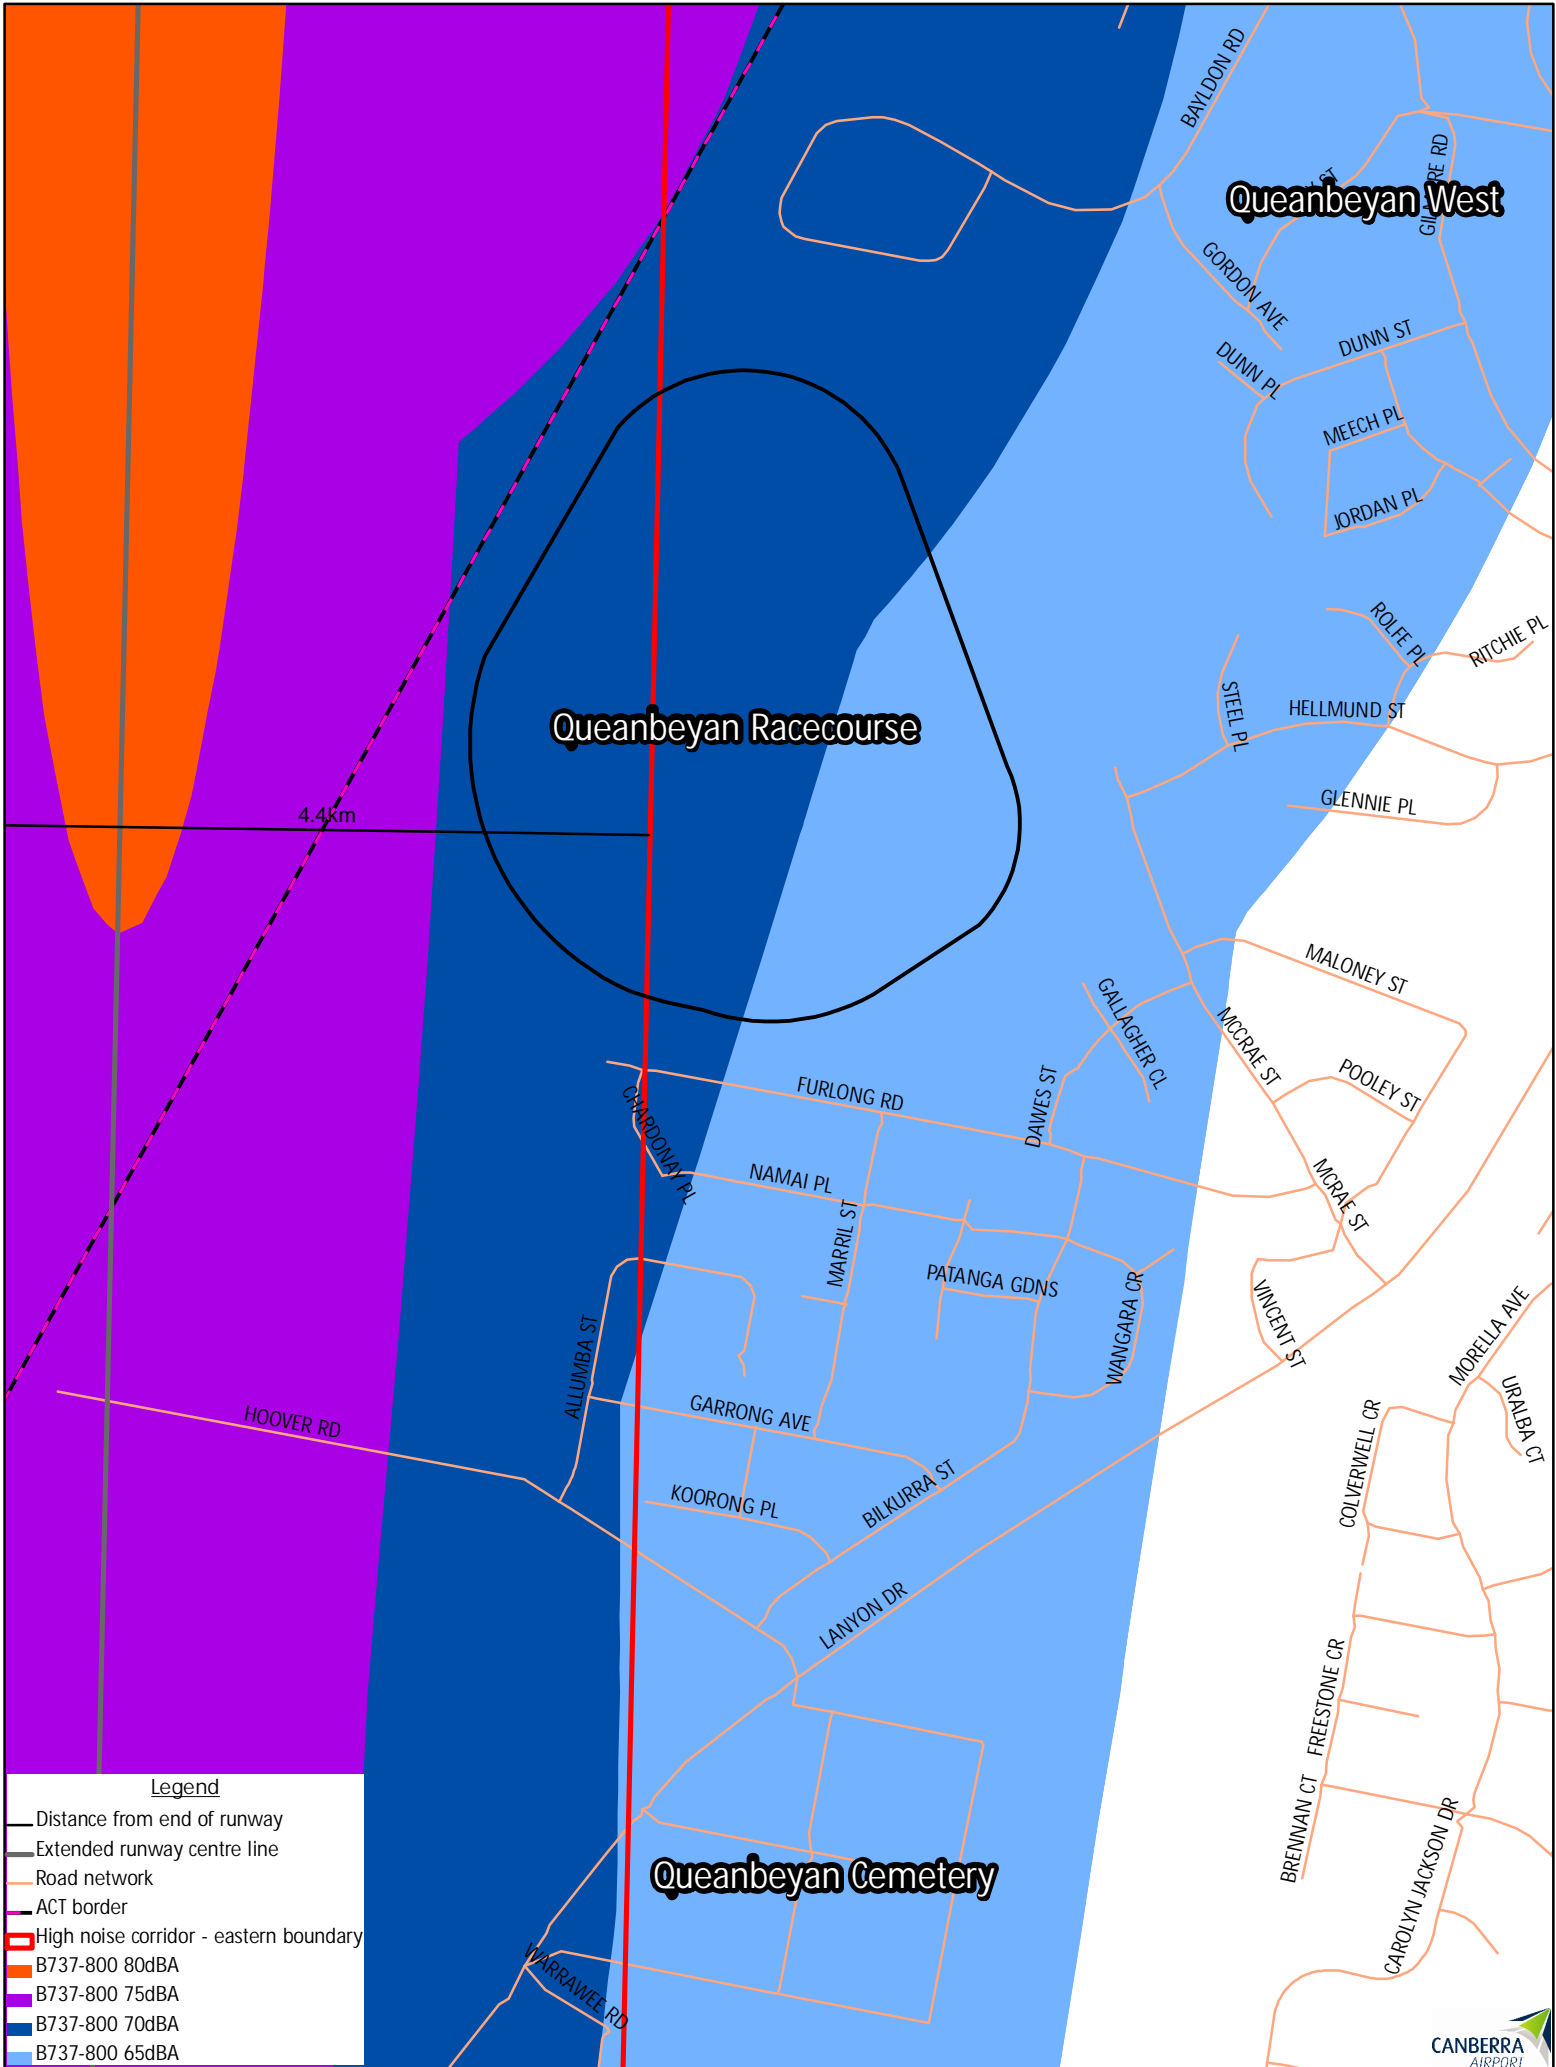 BAYLDON RD
GILMORE RD
Queanbeyan West
GORDON AVE
DUNN ST
DUNN PL
MEECH PL
JORDAN PL
ROLFE PL
RITCHIE PL
STEEL PL
HELLMUND ST
Queanbeyan Racecourse
GLENNIE PL
4.4km
MALONEY ST
GALLAGHER CL
MCCRAE ST
POOLEY ST
FURLONG RD
DAWES ST
CHARDONAY PL
NAMAI PL
MCRAE ST
MARRIL ST
PATANGA GDNS
WANGARA CR
VINCENT ST
MORELLA AVE
ALLUMBA ST
URALBA CT
HOOVER RD
GARRONG AVE
COLVERWELL CR
KOORONG PL
BILKURRA ST
LANYON DR
FREESTONE CR
BRENNAN CT
CAROLYN JACKSON DR
Queanbeyan Cemetery
WARRAWEE RD
Legend
Distance from end of runway
Extended runway centre line
Road network
ACT border
High noise corridor - eastern boundary
B737-800 80dBA
B737-800 75dBA
B737-800 70dBA
B737-800 65dBA
CANBERRA
AIRPORT